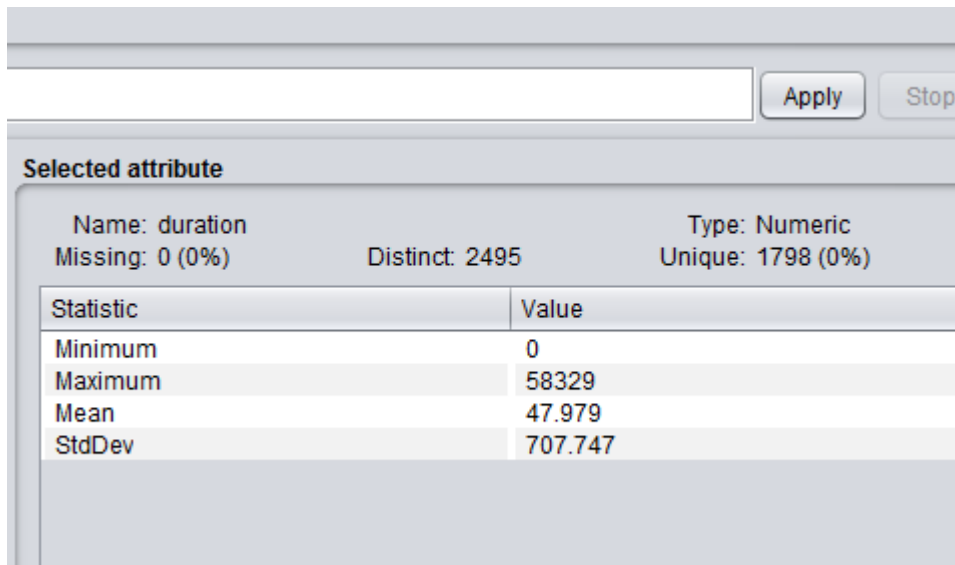 Apply Stop
Selected attribute
Name: duration Type: Numeric
Missing: 0 (0%) Distinct: 2495 Unique: 1798 (0%)
Statistic Value
Minimum 0
Maximum 58329
Mean 47.979
StdDev 707.747